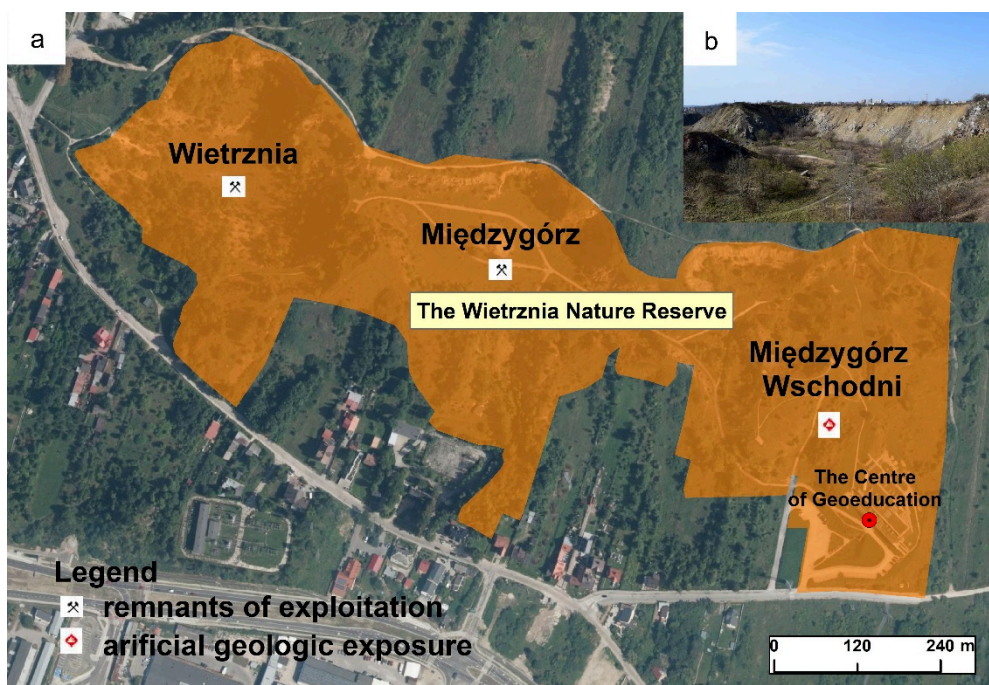 a
b
Wietrznia
Międzygórz
The Wietrznia Nature Reserve
Międzygórz
Wschodni
The Centre
of Geoeducation
Legend
remnants of exploitation
arificial geologic exposure
0 120 240 m